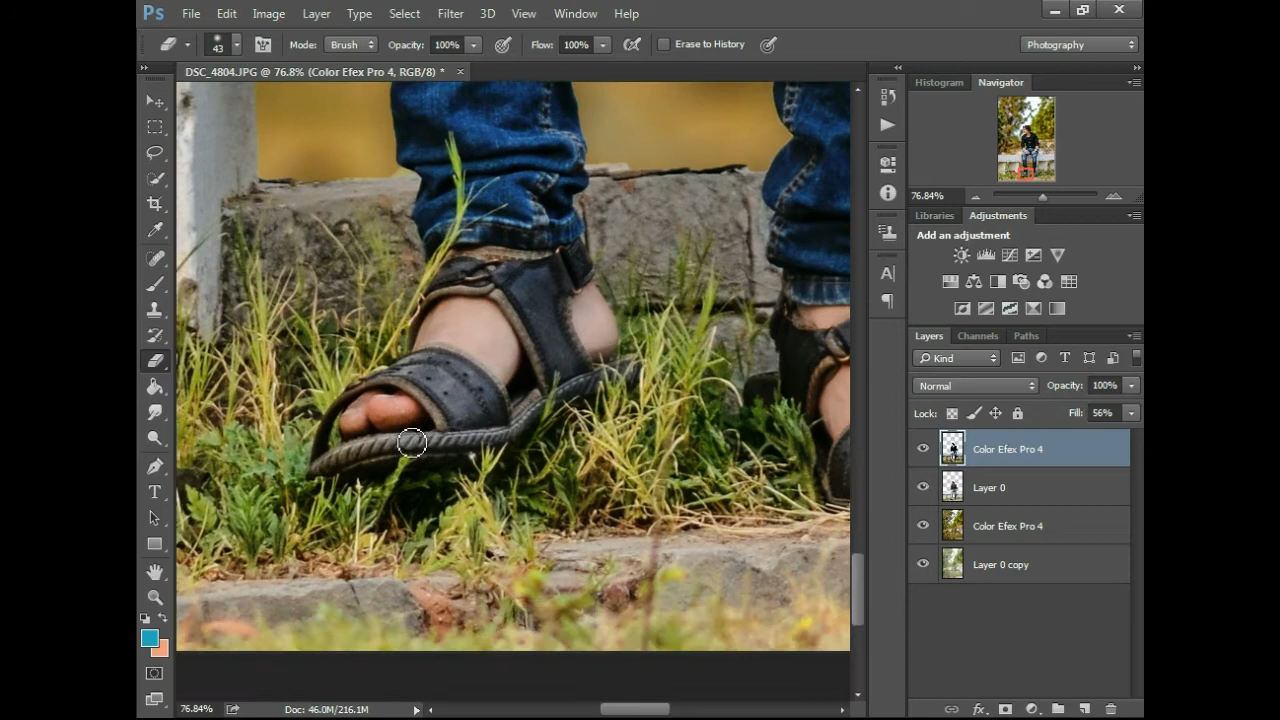 Ps File Edit Image Layer Type Select Filter 3D View Window Help
43 Mode: Brush Opacity: 100% Flow: 100% Erase to History Photography
DSC_4804.JPG @ 76.8% (Color Efex Pro 4, RGB/8) * ×
Histogram Navigator
76.84%
Libraries Adjustments
Add an adjustment
Layers Channels Paths
Kind
Normal Opacity: 100%
Lock: Fill: 56%
Color Efex Pro 4
Layer 0
Color Efex Pro 4
Layer 0 copy
76.84% Doc: 46.0M/216.1M